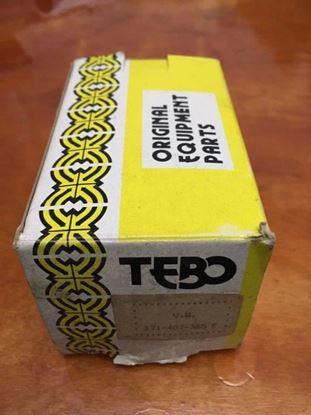 ORIGINAL
EQUIPMENT
PARTS
TEBO
V.W.